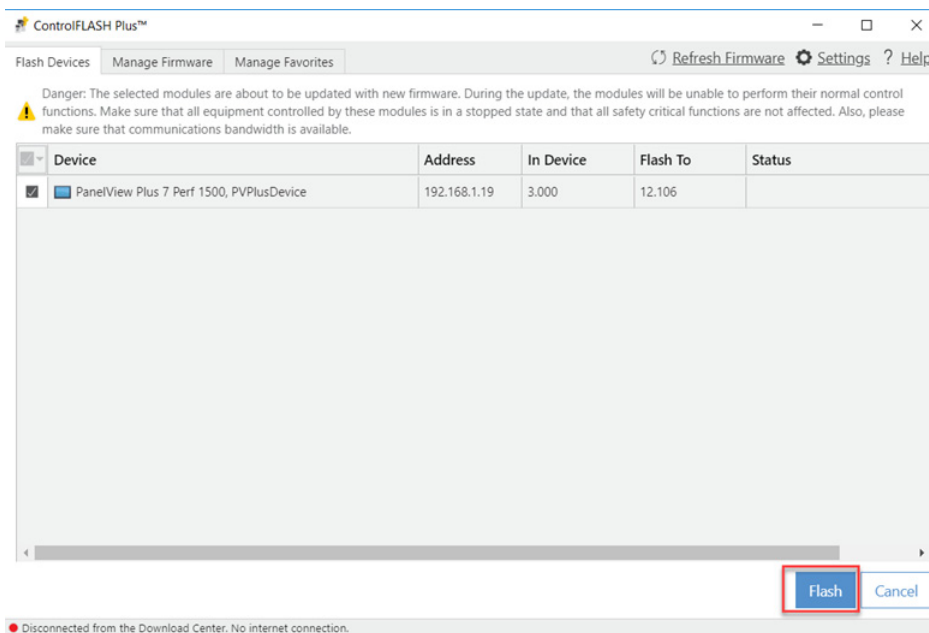 ControlFLASH Plus™
Flash Devices Manage Firmware Manage Favorites Refresh Firmware Settings ? Help
Danger: The selected modules are about to be updated with new firmware. During the update, the modules will be unable to perform their normal control
functions. Make sure that all equipment controlled by these modules is in a stopped state and that all safety critical functions are not affected. Also, please
make sure that communications bandwidth is available.
Device Address In Device Flash To Status
PanelView Plus 7 Perf 1500, PVPlusDevice 192.168.1.19 3.000 12.106
Flash Cancel
Disconnected from the Download Center. No internet connection.